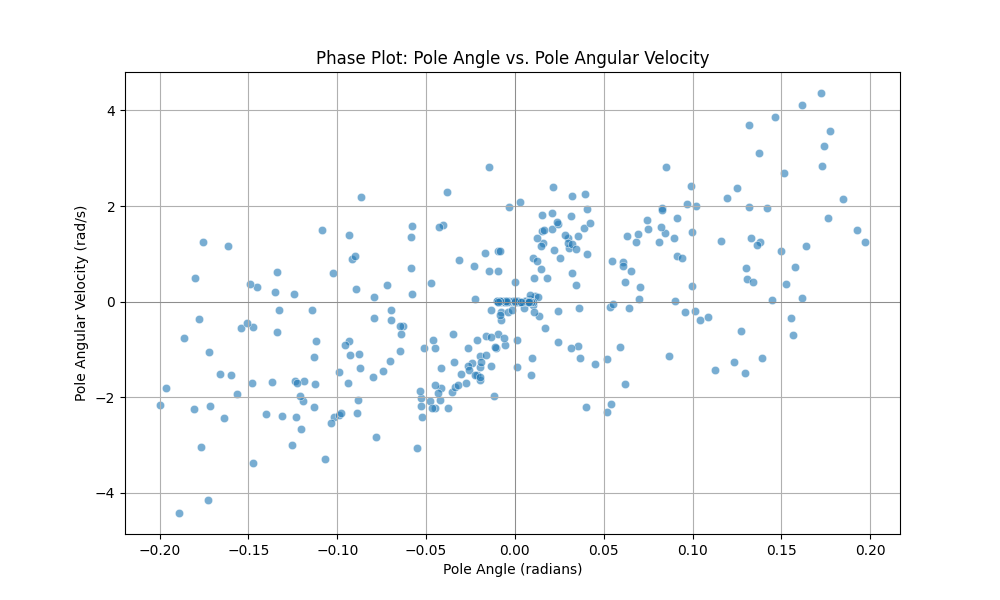 Phase Plot: Pole Angle vs. Pole Angular Velocity
Pole Angular Velocity (rad/s)
4
2
0
−2
−4
−0.20 −0.15 −0.10 −0.05 0.00 0.05 0.10 0.15 0.20
Pole Angle (radians)